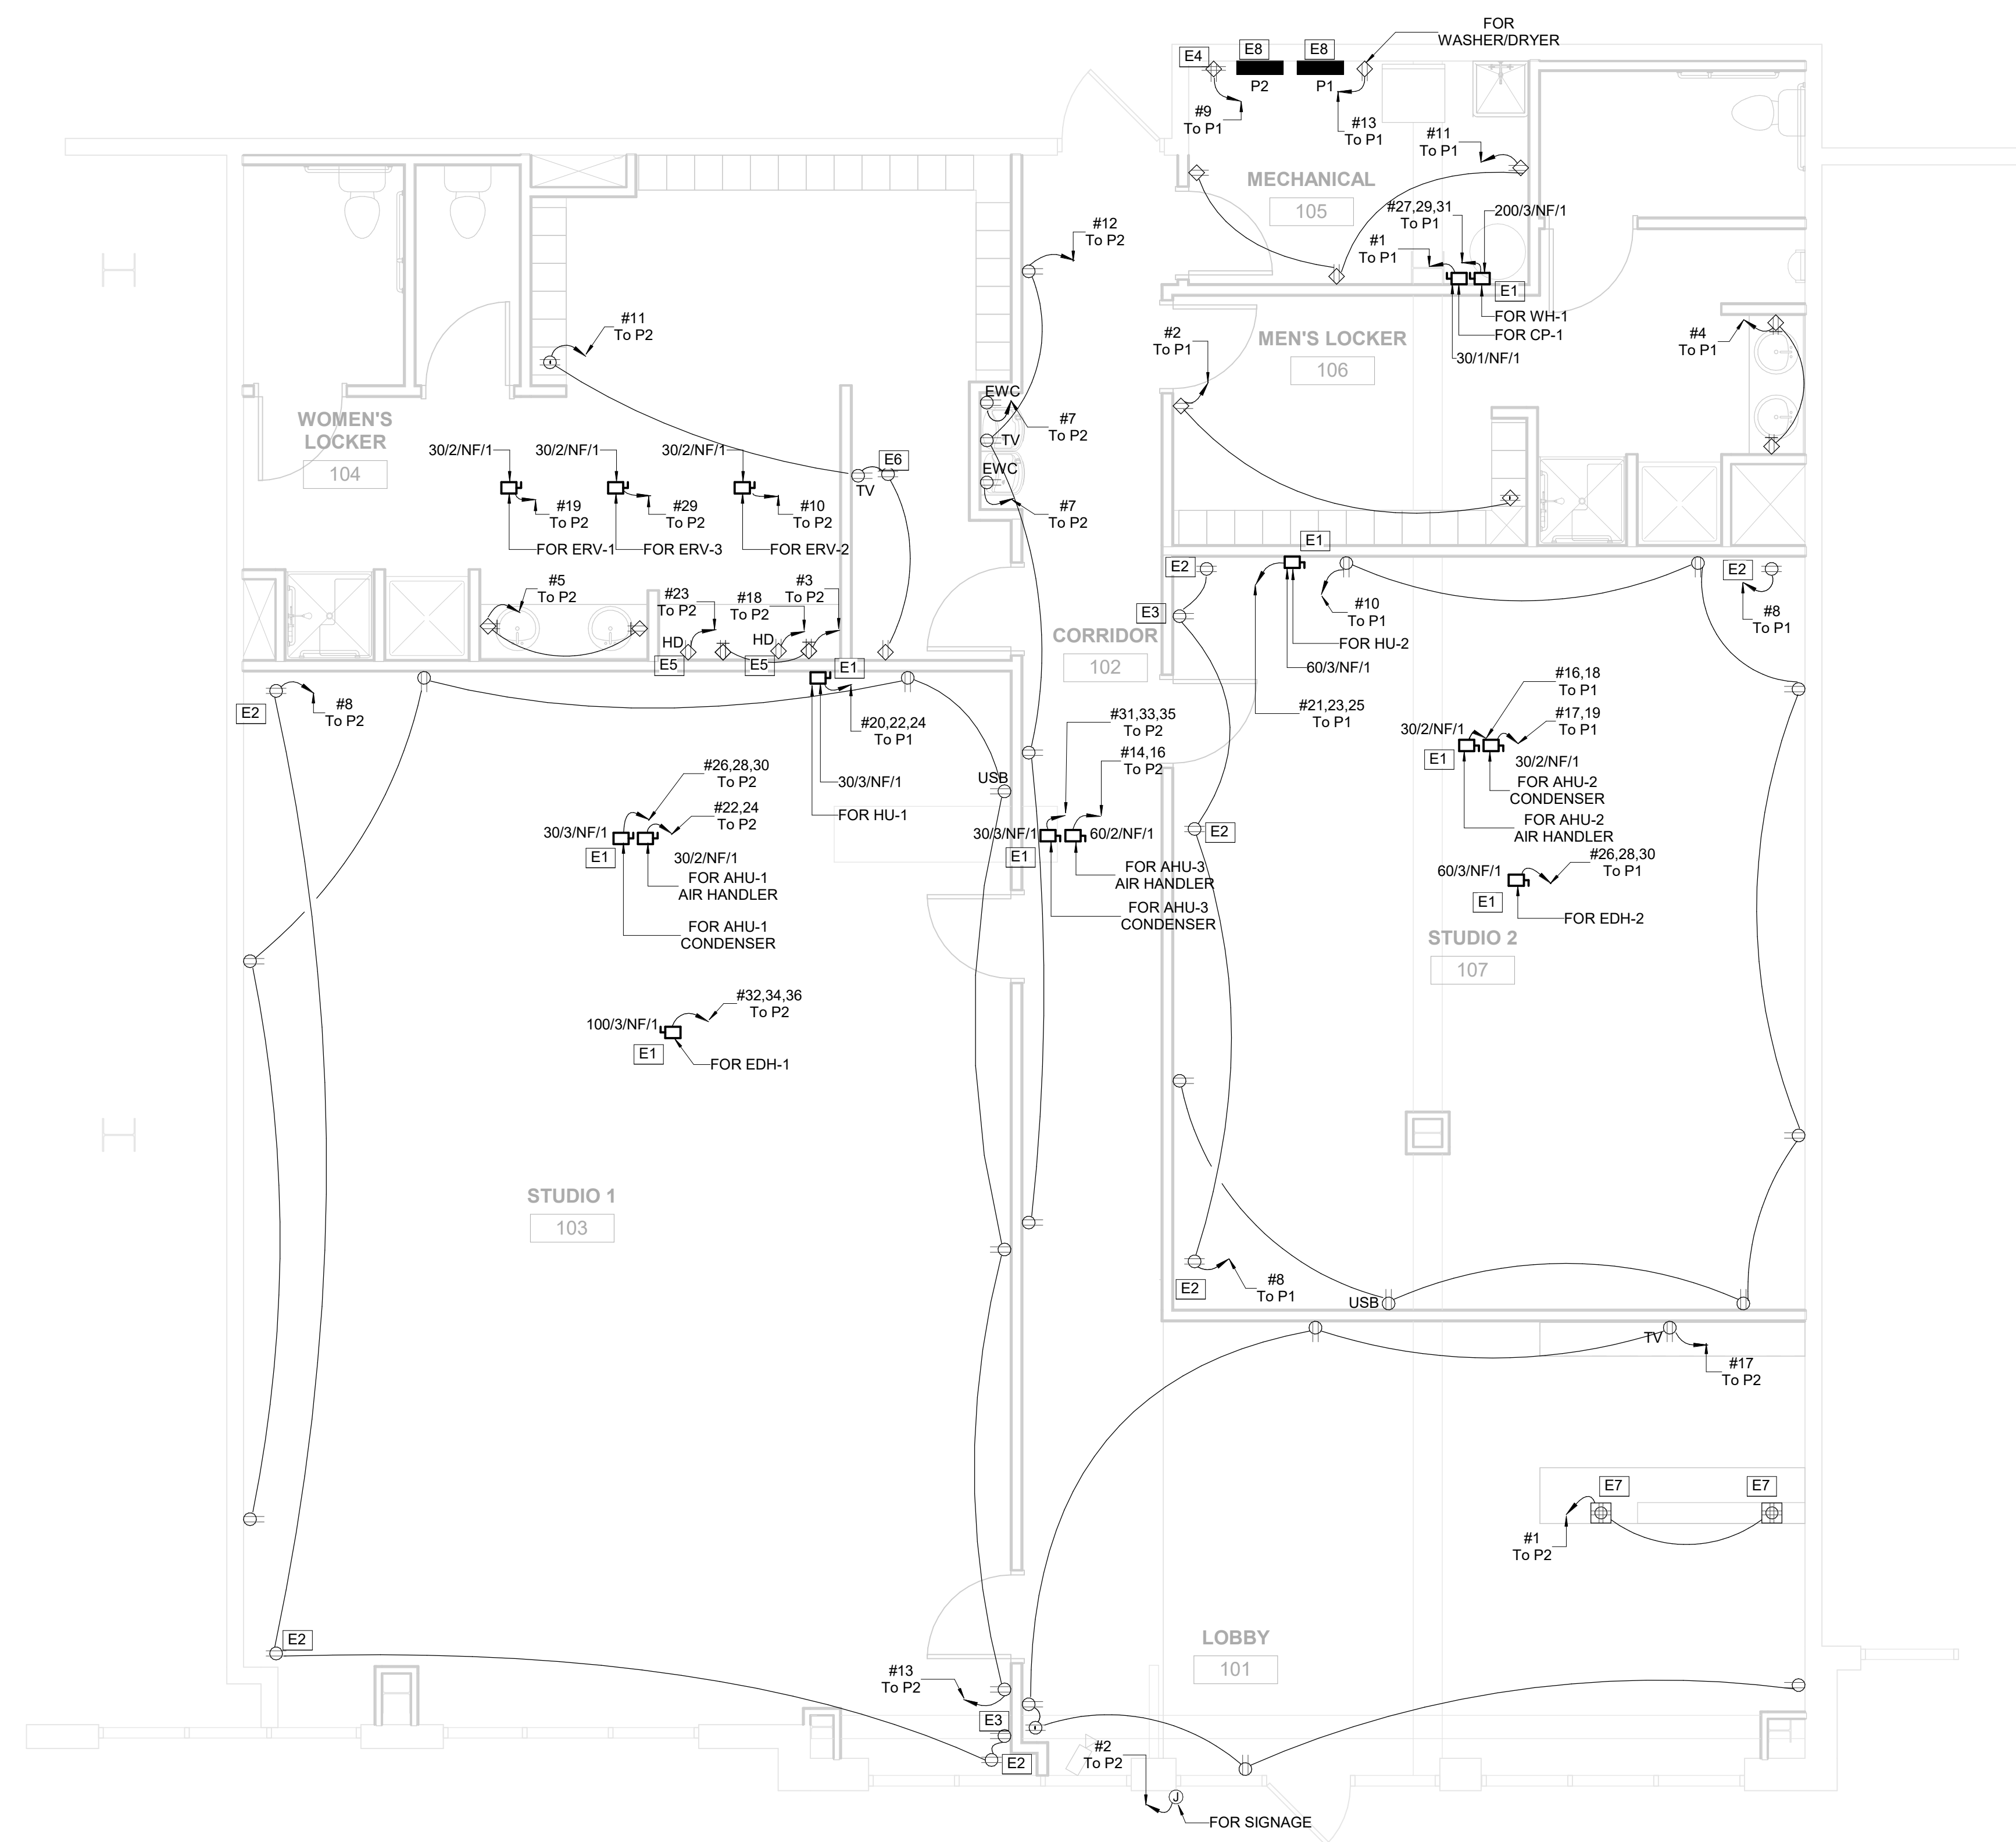 FOR
WASHER/DRYER
E4
E8
E8
P2
P1
#9
To P1
#13
To P1
#11
To P1
MECHANICAL
105
#27,29,31
To P1
200/3/NF/1
#1
To P1
E1
FOR WH-1
FOR CP-1
30/1/NF/1
#12
To P2
#11
To P2
#2
To P1
MEN'S LOCKER
106
#4
To P1
WOMEN'S
LOCKER
104
EWC
#7
To P2
TV
EWC
#7
To P2
30/2/NF/1
30/2/NF/1
30/2/NF/1
E6
TV
#19
To P2
#29
To P2
#10
To P2
FOR ERV-1
FOR ERV-3
FOR ERV-2
#5
To P2
#23
To P2
#18
To P2
#3
To P2
HD
HD
E5
E5
E1
E1
E2
E2
#10
To P1
#8
To P1
E3
FOR HU-2
60/3/NF/1
#21,23,25
To P1
CORRIDOR
102
E2
#8
To P2
#20,22,24
To P1
30/3/NF/1
FOR HU-1
USB
#31,33,35
To P2
#14,16
To P2
#16,18
To P1
#17,19
To P1
30/2/NF/1
E1
30/2/NF/1
FOR AHU-2
CONDENSER
FOR AHU-2
AIR HANDLER
#26,28,30
To P2
#22,24
To P2
30/3/NF/1
E1
30/2/NF/1
FOR AHU-1
AIR HANDLER
FOR AHU-1
CONDENSER
30/3/NF/1
60/2/NF/1
E1
FOR AHU-3
AIR HANDLER
FOR AHU-3
CONDENSER
E2
#26,28,30
To P1
60/3/NF/1
E1
FOR EDH-2
STUDIO 2
107
#32,34,36
To P2
100/3/NF/1
E1
FOR EDH-1
STUDIO 1
103
E2
#8
To P1
USB
TV
#17
To P2
E7
E7
#1
To P2
LOBBY
101
E2
#13
To P2
E3
E2
#2
To P2
J
FOR SIGNAGE